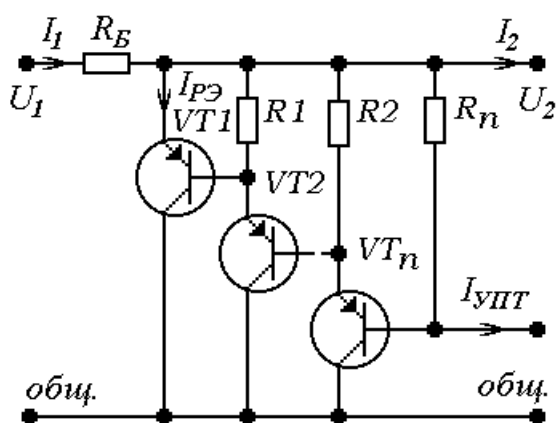 I1 RБ I2
U1 IРЭ U2
VT1 R1 R2 Rn
VT2
VTn
IУПТ
общ. общ.